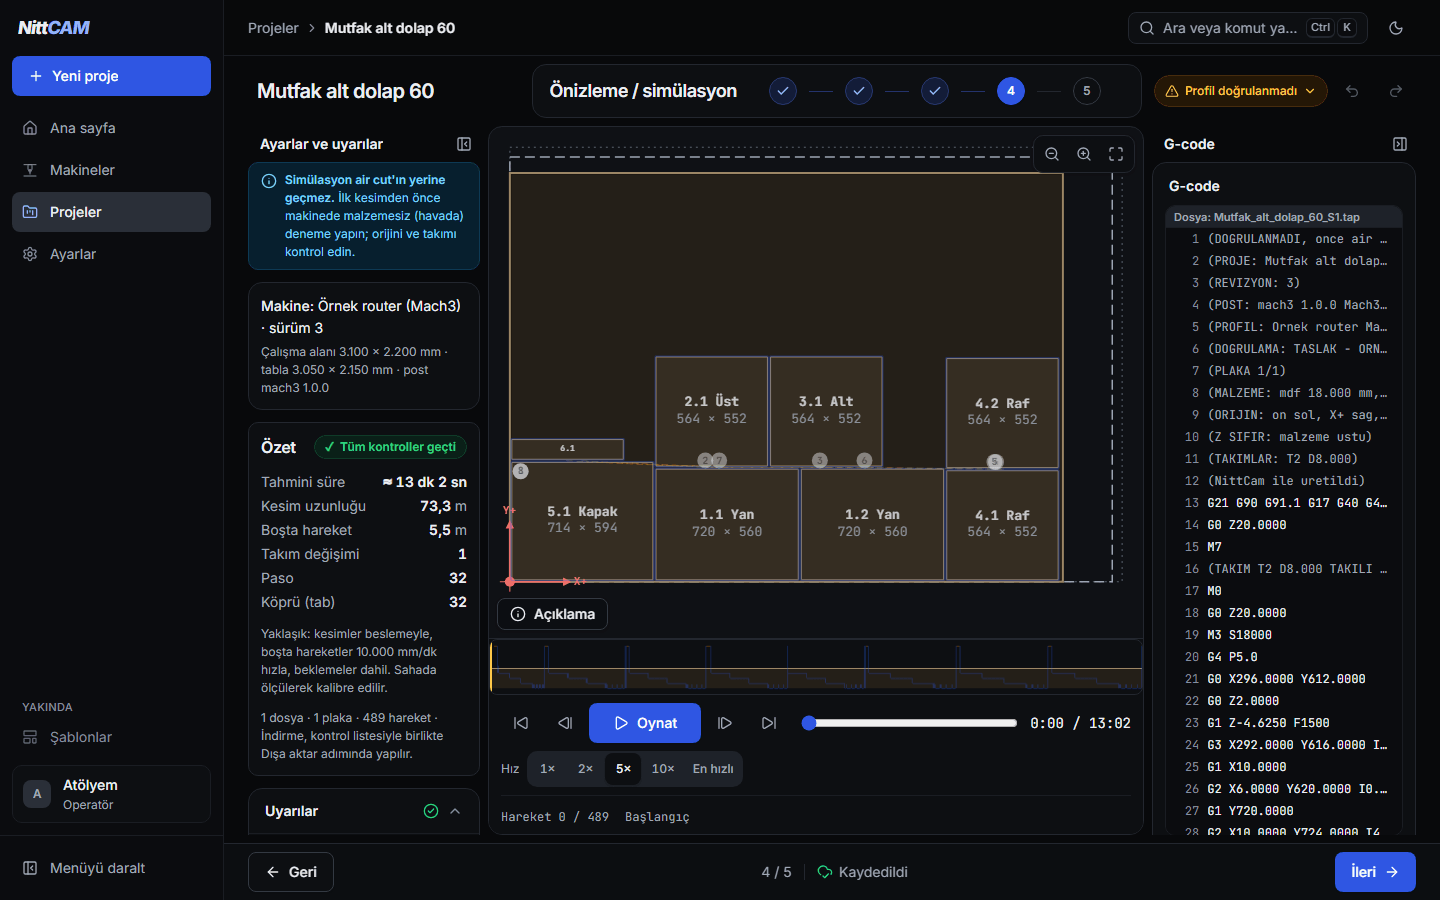 NittCAM
Yeni proje
Ana sayfa
Makineler
Projeler
Ayarlar
YAKINDA
Şablonlar
A
Atölyem
Operatör
Menüyü daralt
Projeler
Mutfak alt dolap 60
Ara veya komut ya...
Ctrl
K
Mutfak alt dolap 60
Önizleme / simülasyon
4
5
Profil doğrulanmadı
Ayarlar ve uyarılar
Simülasyon air cut'ın yerine
geçmez. İlk kesimden önce
makinede malzemesiz (havada)
deneme yapın; orijini ve takımı
kontrol edin.
Makine: Örnek router (Mach3)
· sürüm 3
Çalışma alanı 3.100 × 2.200 mm ·
tabla 3.050 × 2.150 mm · post
mach3 1.0.0
Özet
✓ Tüm kontroller geçti
Tahmini süre ≈ 13 dk 2 sn
Kesim uzunluğu 73,3 m
Boşta hareket 5,5 m
Takım değişimi 1
Paso 32
Köprü (tab) 32
Yaklaşık: kesimler beslemeyle,
boşta hareketler 10.000 mm/dk
hızla, beklemeler dahil. Sahada
ölçülerek kalibre edilir.
1 dosya · 1 plaka · 489 hareket ·
İndirme, kontrol listesiyle birlikte
Dışa aktar adımında yapılır.
Uyarılar
2.1 Üst
564 × 552
3.1 Alt
564 × 552
4.2 Raf
564 × 552
6.1
2
7
3
6
5
8
5.1 Kapak
714 × 594
1.1 Yan
720 × 560
1.2 Yan
720 × 560
4.1 Raf
564 × 552
Y+
X+
Açıklama
Oynat
0:00 / 13:02
Hız
1×
2×
5×
10×
En hızlı
Hareket 0 / 489 Başlangıç
G-code
G-code
Dosya: Mutfak_alt_dolap_60_S1.tap
1 (DOGRULANMADI, once air …
2 (PROJE: Mutfak alt dolap…
3 (REVIZYON: 3)
4 (POST: mach3 1.0.0 Mach3…
5 (PROFIL: Ornek router Ma…
6 (DOGRULAMA: TASLAK - ORN…
7 (PLAKA 1/1)
8 (MALZEME: mdf 18.000 mm,…
9 (ORIJIN: on sol, X+ sag,…
10 (Z SIFIR: malzeme ustu)
11 (TAKIMLAR: T2 D8.000)
12 (NittCam ile uretildi)
13 G21 G90 G91.1 G17 G40 G4…
14 G0 Z20.0000
15 M7
16 (TAKIM T2 D8.000 TAKILI …
17 M0
18 G0 Z20.0000
19 M3 S18000
20 G4 P5.0
21 G0 X296.0000 Y612.0000
22 G0 Z2.0000
23 G1 Z-4.6250 F1500
24 G3 X292.0000 Y616.0000 I…
25 G1 X10.0000
26 G2 X6.0000 Y620.0000 I0.…
27 G1 Y720.0000
28 G2 X10.0000 Y724.0000 I4…
Geri
4 / 5
Kaydedildi
İleri